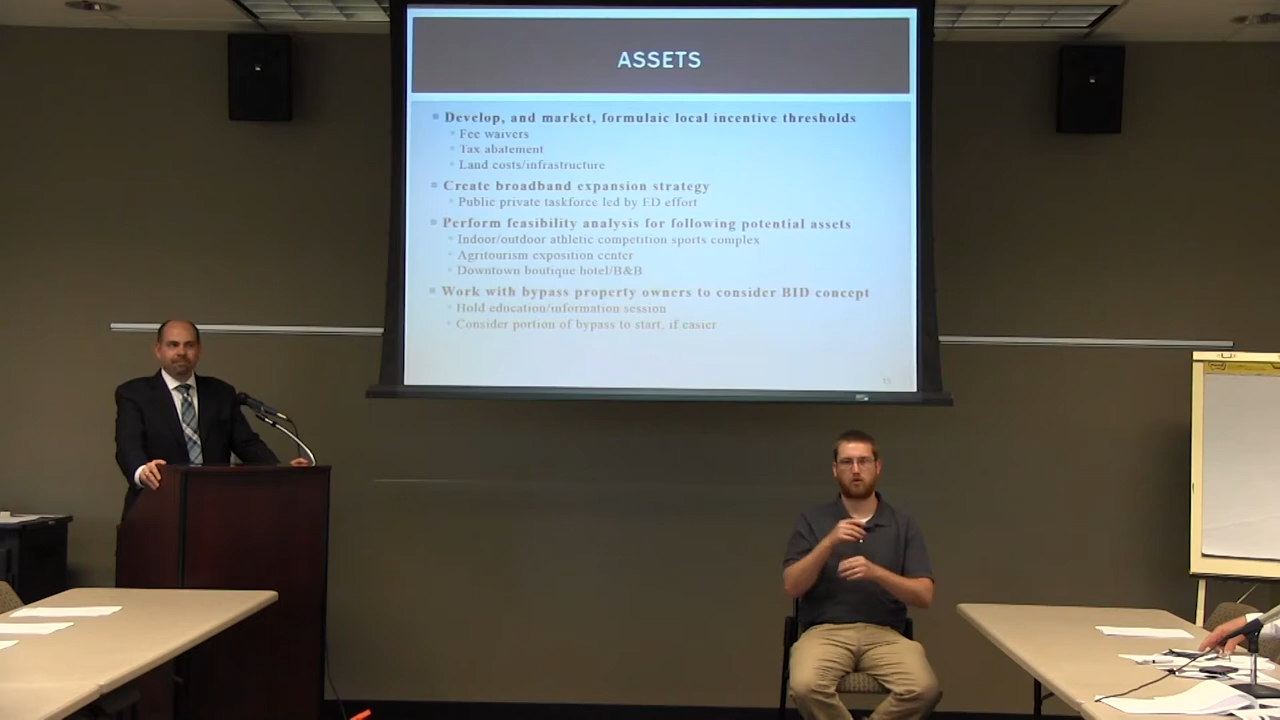 ASSETS
Develop, and market, formulaic local incentive thresholds
Fee waivers
Tax abatement
Land costs/infrastructure
Create broadband expansion strategy
Public private taskforce led by ED effort
Perform feasibility analysis for following potential assets
Indoor/outdoor athletic competition sports complex
Agritourism exposition center
Downtown boutique hotel/B&B
Work with bypass property owners to consider BID concept
Hold education/information session
Consider portion of bypass to start, if easier
15